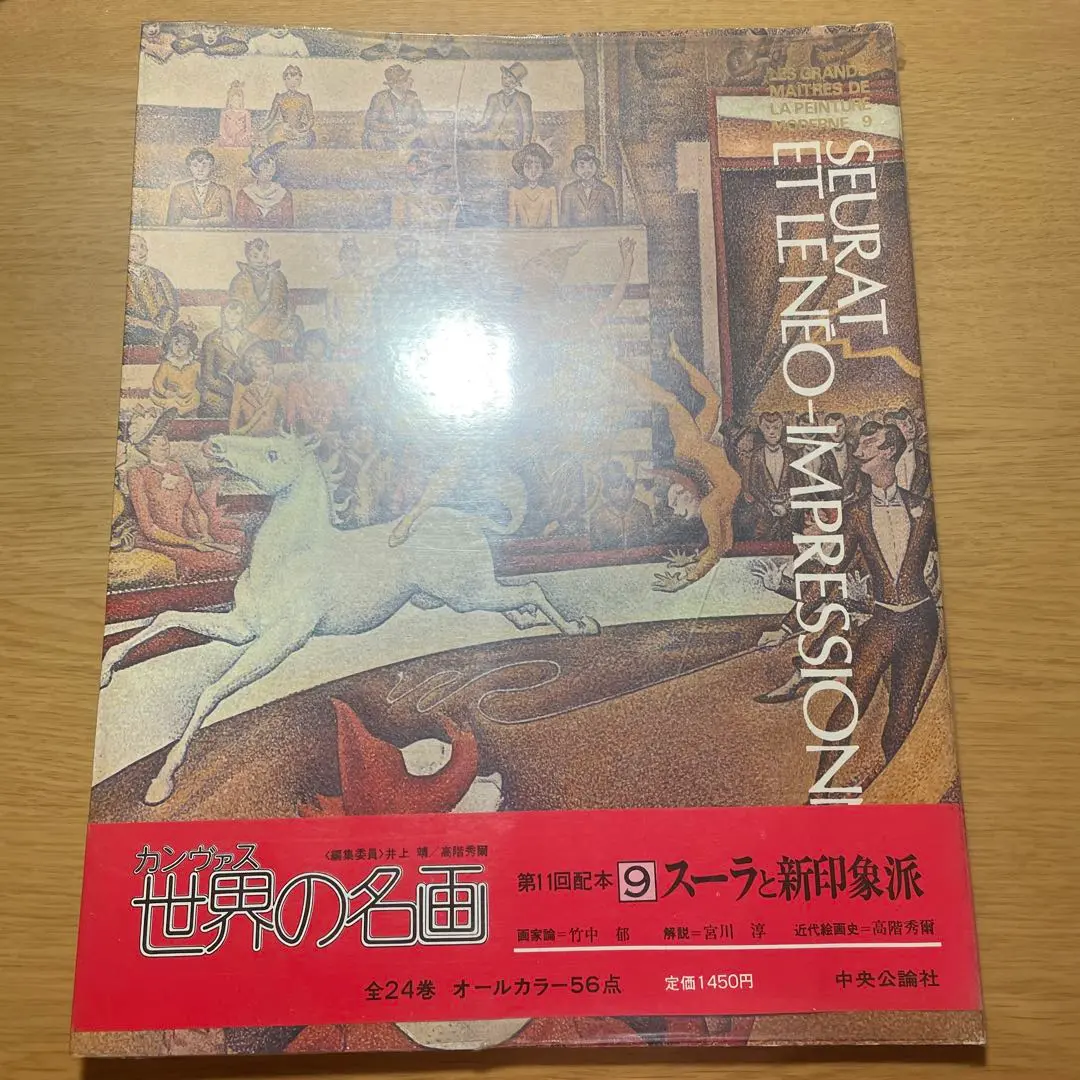 LES GRANDS
MAÎTRES DE
LA PEINTURE
MODERNE 9
SEURAT
ET LE NÉO-IMPRESSIONI
カンヴァス
世界の名画
〈編集委員〉井上 靖／高階秀爾
第11回配本 9 スーラと新印象派
画家論=竹中 郁 解説=宮川 淳 近代絵画史=高階秀爾
全24巻 オールカラー56点 定価1450円 中央公論社